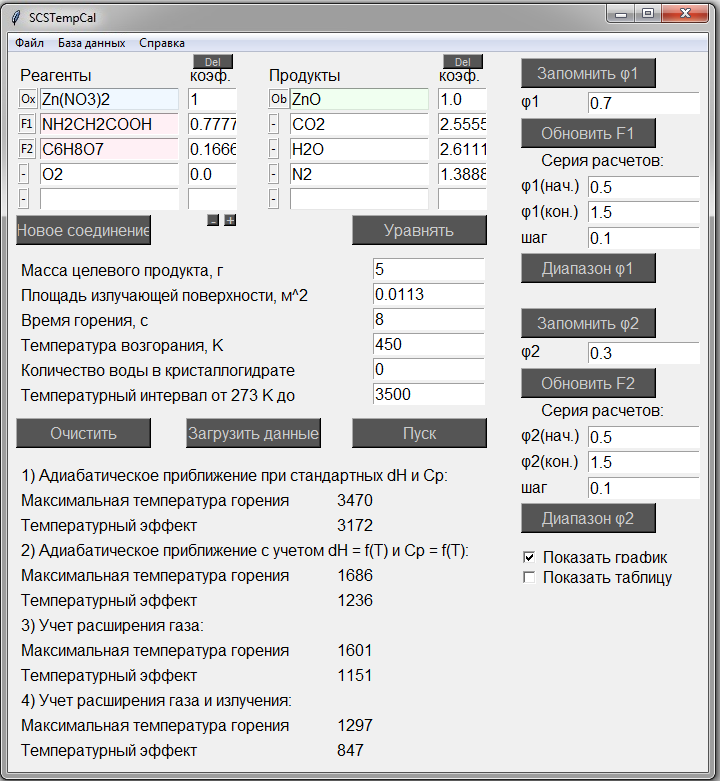 SCSTempCal
Файл База данных Справка
Del Del
Реагенты коэф. Продукты коэф. Запомнить φ1
Ox Zn(NO3)2 1 Ob ZnO 1.0 φ1 0.7
F1 NH2CH2COOH 0.7777 - CO2 2.5555 Обновить F1
F2 C6H8O7 0.1666 - H2O 2.6111 Серия расчетов:
- O2 0.0 - N2 1.3888 φ1(нач.) 0.5
- - φ1(кон.) 1.5
- +
Новое соединение Уравнять шаг 0.1
Масса целевого продукта, г 5 Диапазон φ1
Площадь излучающей поверхности, м^2 0.0113
Время горения, с 8 Запомнить φ2
Температура возгорания, K 450 φ2 0.3
Количество воды в кристаллогидрате 0 Обновить F2
Температурный интервал от 273 K до 3500 Серия расчетов:
Очистить Загрузить данные Пуск φ2(нач.) 0.5
φ2(кон.) 1.5
1) Адиабатическое приближение при стандартных dH и Cp: шаг 0.1
Максимальная температура горения 3470
Температурный эффект 3172 Диапазон φ2
2) Адиабатическое приближение с учетом dH = f(T) и Cp = f(T): Показать график
Максимальная температура горения 1686 Показать таблицу
Температурный эффект 1236
3) Учет расширения газа:
Максимальная температура горения 1601
Температурный эффект 1151
4) Учет расширения газа и излучения:
Максимальная температура горения 1297
Температурный эффект 847